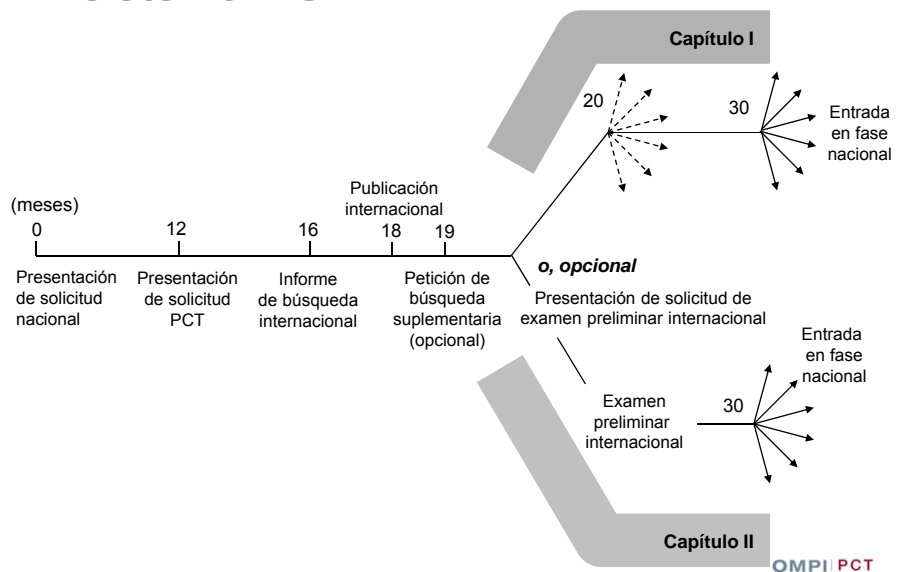 Capítulo I
20
30
Entrada
en fase
nacional
Publicación
internacional
(meses)
0
12
16
18
19
Presentación
de solicitud
nacional
Presentación
de solicitud
PCT
Informe
de búsqueda
internacional
Petición de
búsqueda
suplementaria
(opcional)
o, opcional
Presentación de solicitud de
examen preliminar internacional
Entrada
en fase
nacional
Examen
preliminar
internacional
30
Capítulo II
OMPI PCT